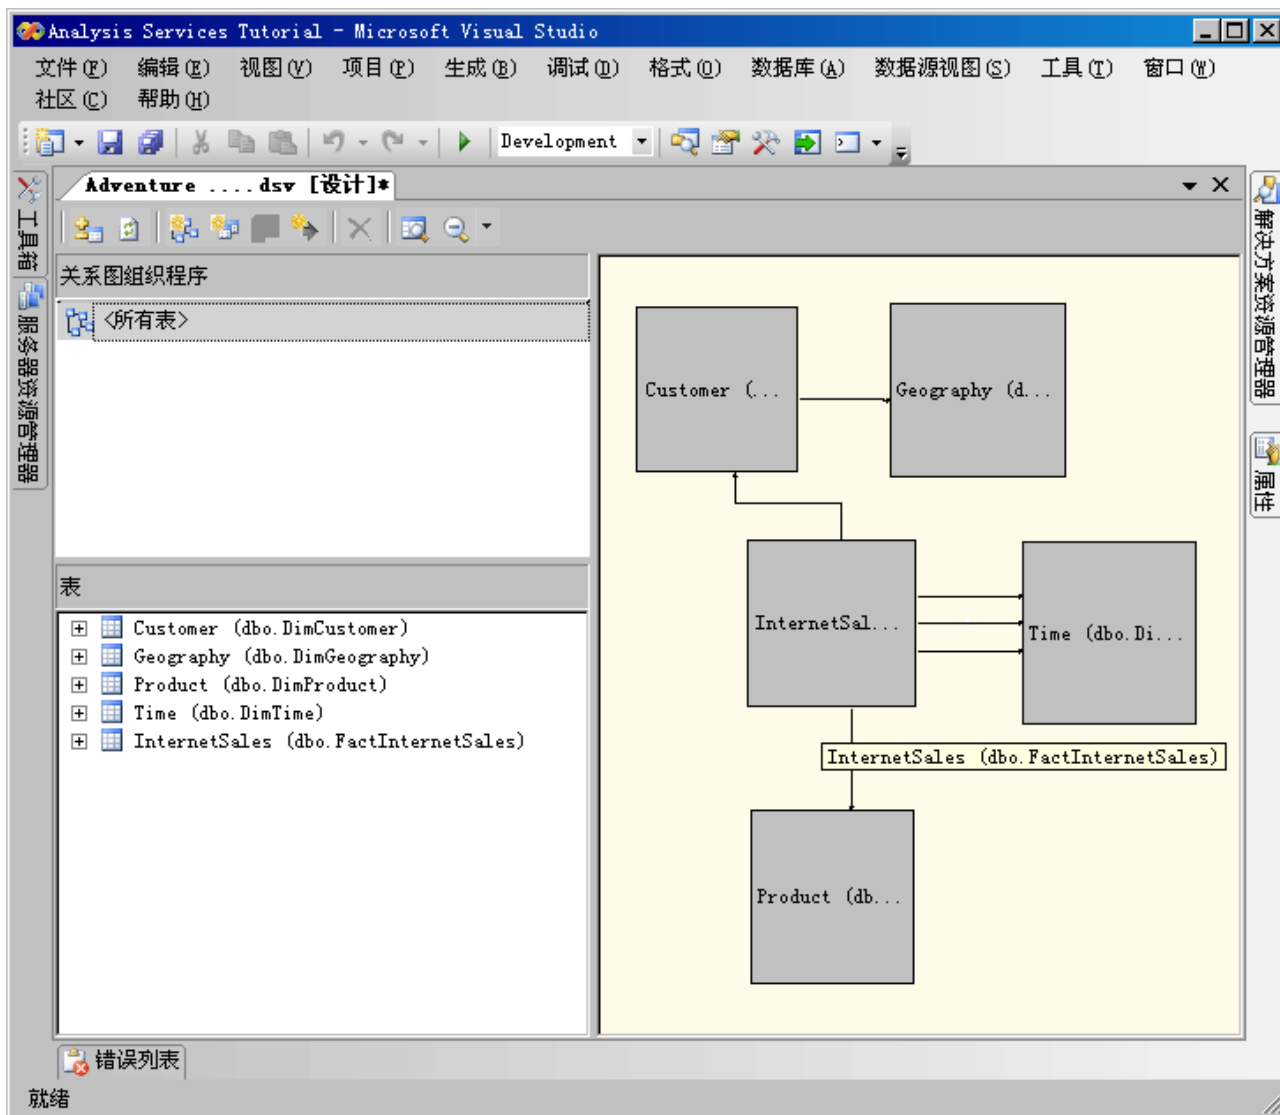 Analysis Services Tutorial - Microsoft Visual Studio
文件(F) 编辑(E) 视图(V) 项目(P) 生成(B) 调试(D) 格式(O) 数据库(A) 数据源视图(S) 工具(T) 窗口(W)
社区(C) 帮助(H)
Development
Adventure ....dsv [设计]*
工具箱
服务器资源管理器
关系图组织程序
<所有表>
表
Customer (dbo.DimCustomer)
Geography (dbo.DimGeography)
Product (dbo.DimProduct)
Time (dbo.DimTime)
InternetSales (dbo.FactInternetSales)
Customer (...
Geography (d...
InternetSal...
Time (dbo.Di...
InternetSales (dbo.FactInternetSales)
Product (db...
解决方案资源管理器
属性
错误列表
就绪